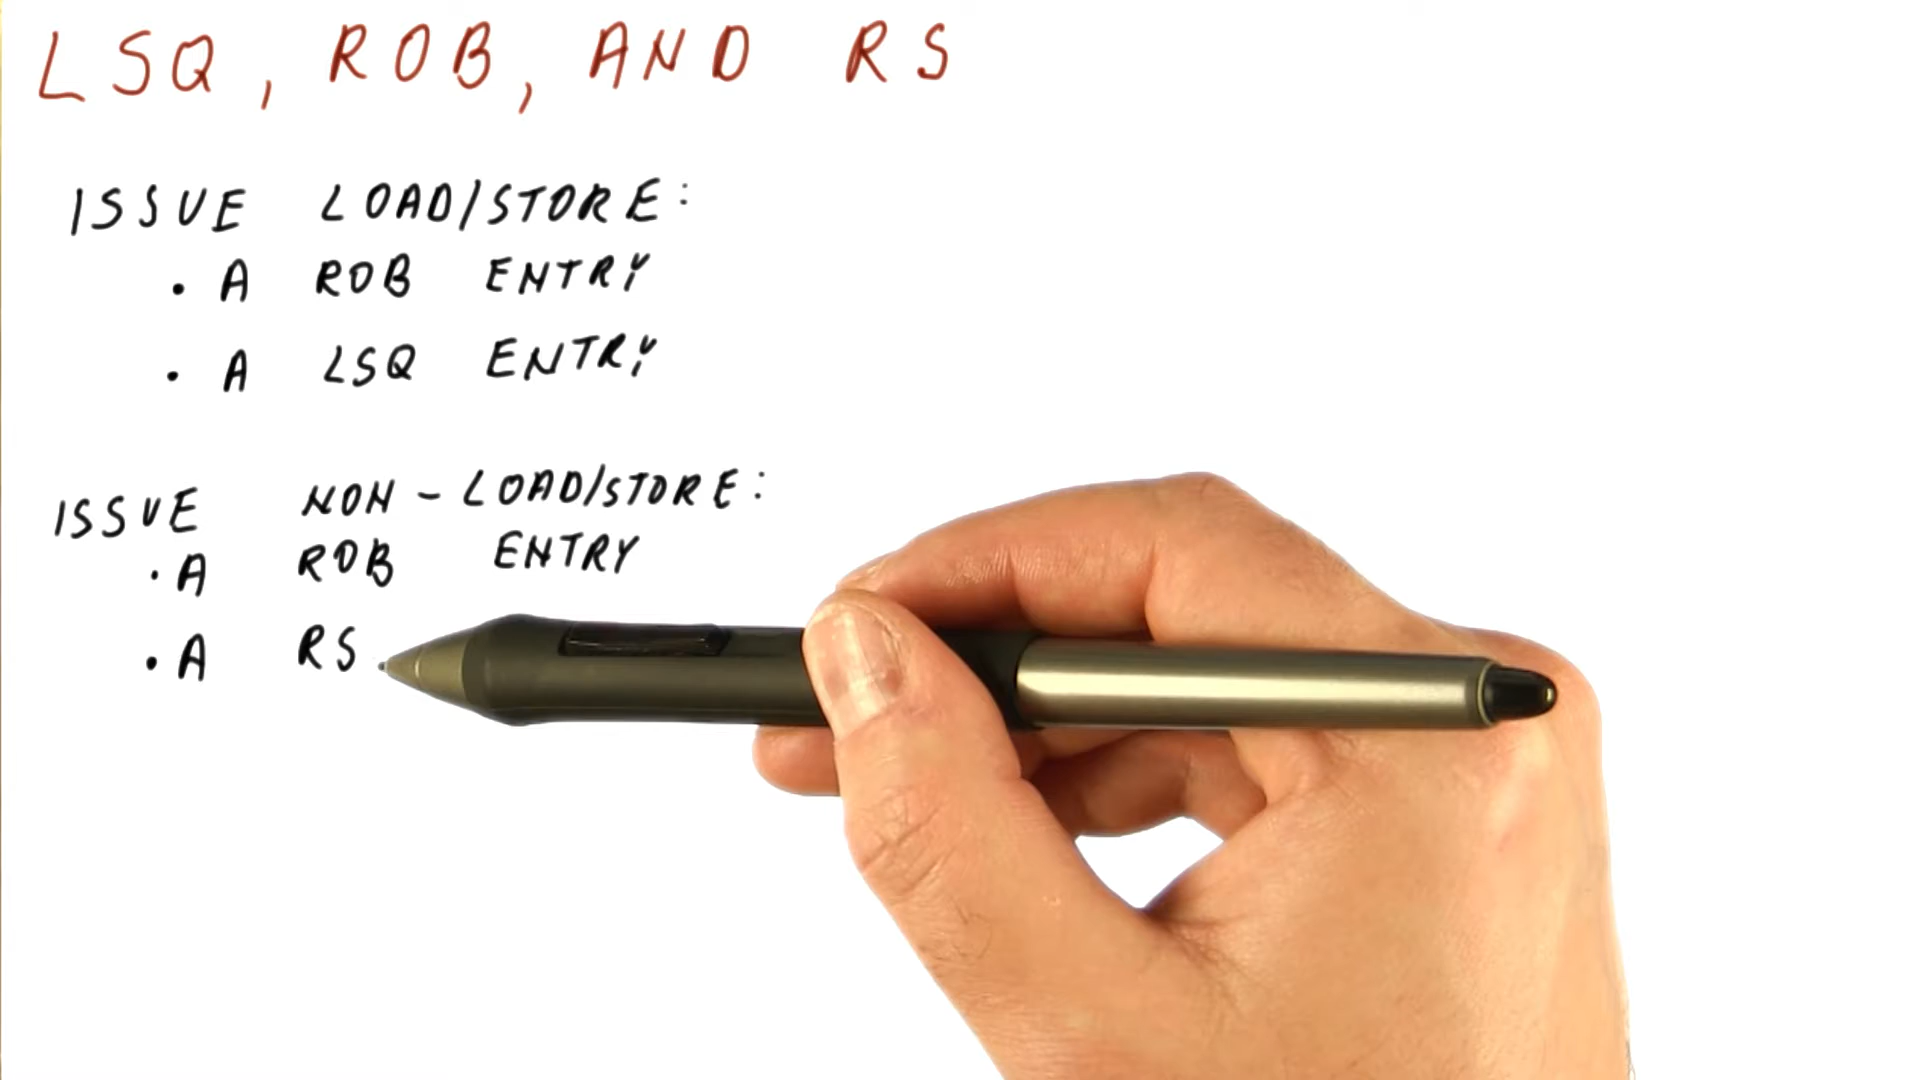 LSQ, ROB, AND RS
ISSUE LOAD/STORE:
• A ROB ENTRY
• A LSQ ENTRY
ISSUE NON-LOAD/STORE:
• A ROB ENTRY
• A RS